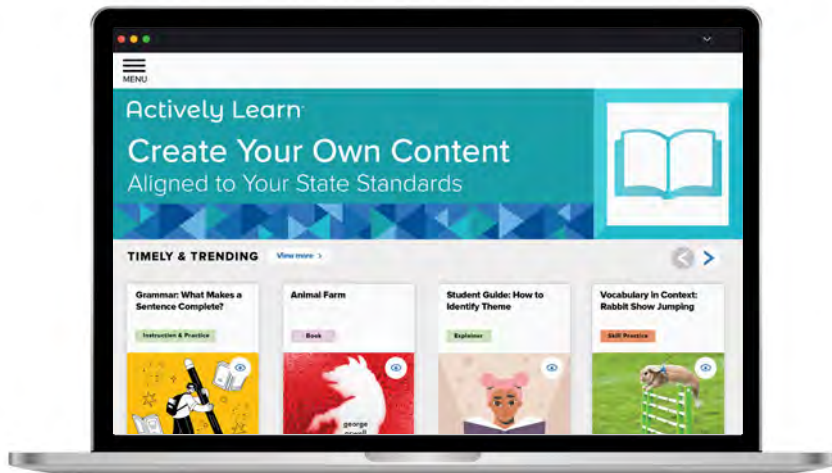 MENU
Actively Learn
Create Your Own Content
Aligned to Your State Standards
TIMELY & TRENDING
View more >
Grammar: What Makes a
Sentence Complete?
Instruction & Practice
Animal Farm
Book
Student Guide: How to
Identify Theme
Explainer
Vocabulary in Context:
Rabbit Show Jumping
Skill Practice
george
orwell